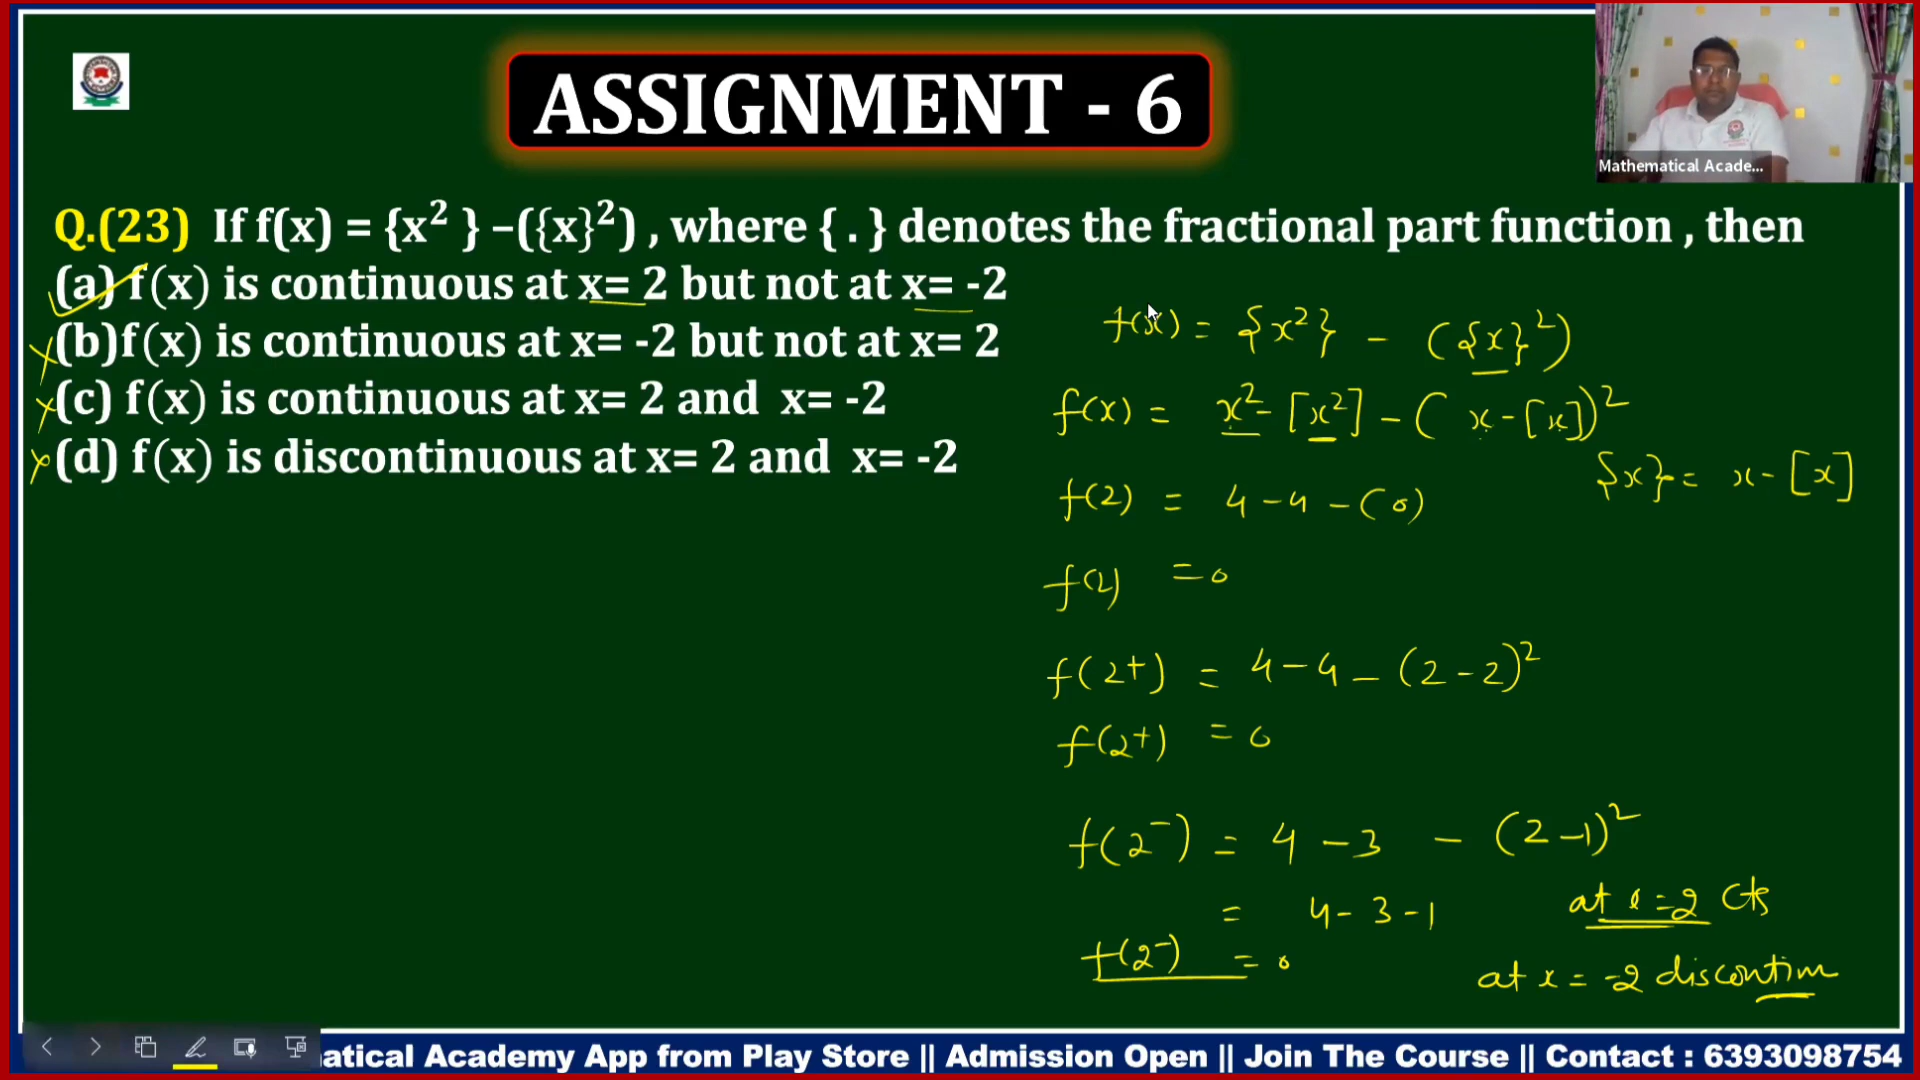 ASSIGNMENT - 6
Mathematical Acade...
Q.(23) If f(x) = {x² } –({x}²) , where { . } denotes the fractional part function , then
(a) f(x) is continuous at x= 2 but not at x= -2
(b)f(x) is continuous at x= -2 but not at x= 2
(c) f(x) is continuous at x= 2 and x= -2
(d) f(x) is discontinuous at x= 2 and x= -2
f(x) = {x²} - ({x}²)
f(x) = x² - [x²] - (x - [x])²
{x} = x - [x]
f(2) = 4 - 4 - (0)
f(2) = 0
f(2+) = 4 - 4 - (2 - 2)²
f(2+) = 0
f(2⁻) = 4 - 3 - (2 - 1)²
= 4 - 3 - 1
f(2⁻) = 0
at x = 2 Cts
at x = -2 discontin
atical Academy App from Play Store || Admission Open || Join The Course || Contact : 6393098754